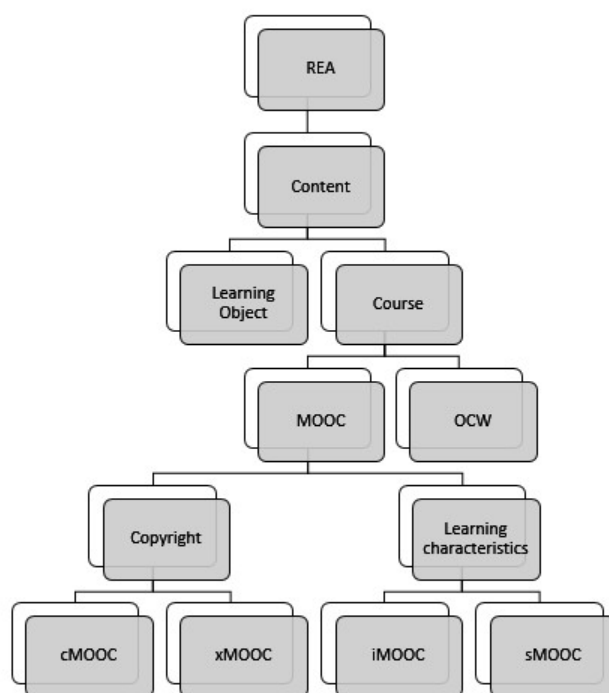 REA
Content
Learning
Object
Course
MOOC
OCW
Copyright
Learning
characteristics
cMOOC
xMOOC
iMOOC
sMOOC